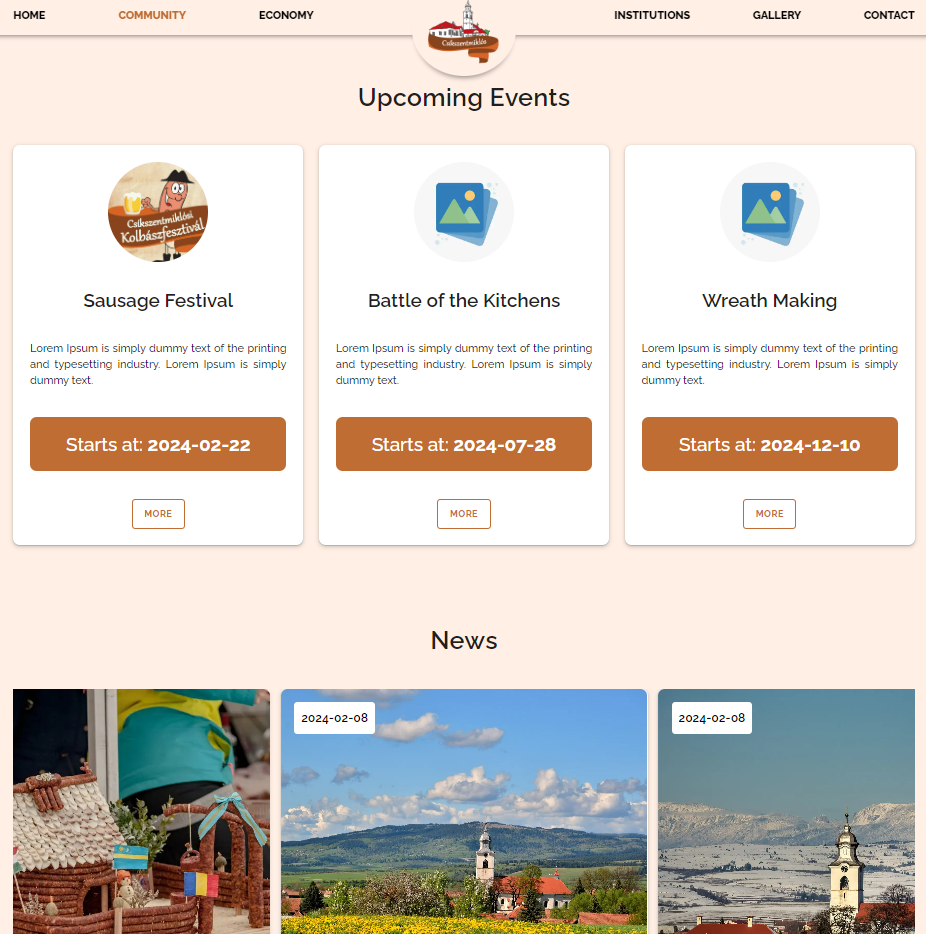 HOME
COMMUNITY
ECONOMY
Csíkszentmiklós
INSTITUTIONS
GALLERY
CONTACT
Upcoming Events
Csíkszentmiklósi
Kolbászfesztivál
Sausage Festival
Lorem Ipsum is simply dummy text of the printing
and typesetting industry. Lorem Ipsum is simply
dummy text.
Starts at: 2024-02-22
MORE
Battle of the Kitchens
Lorem Ipsum is simply dummy text of the printing
and typesetting industry. Lorem Ipsum is simply
dummy text.
Starts at: 2024-07-28
MORE
Wreath Making
Lorem Ipsum is simply dummy text of the printing
and typesetting industry. Lorem Ipsum is simply
dummy text.
Starts at: 2024-12-10
MORE
News
2024-02-08
2024-02-08